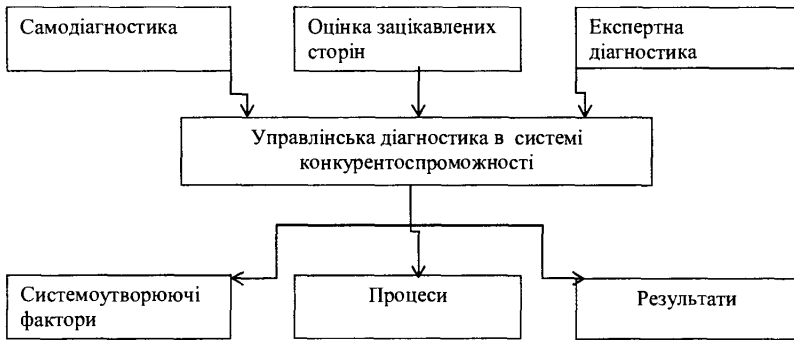 Самодіагностика
Оцінка зацікавлених
сторін
Експертна
діагностика
Управлінська діагностика в системі
конкурентоспроможності
Системоутворюючі
фактори
Процеси
Результати